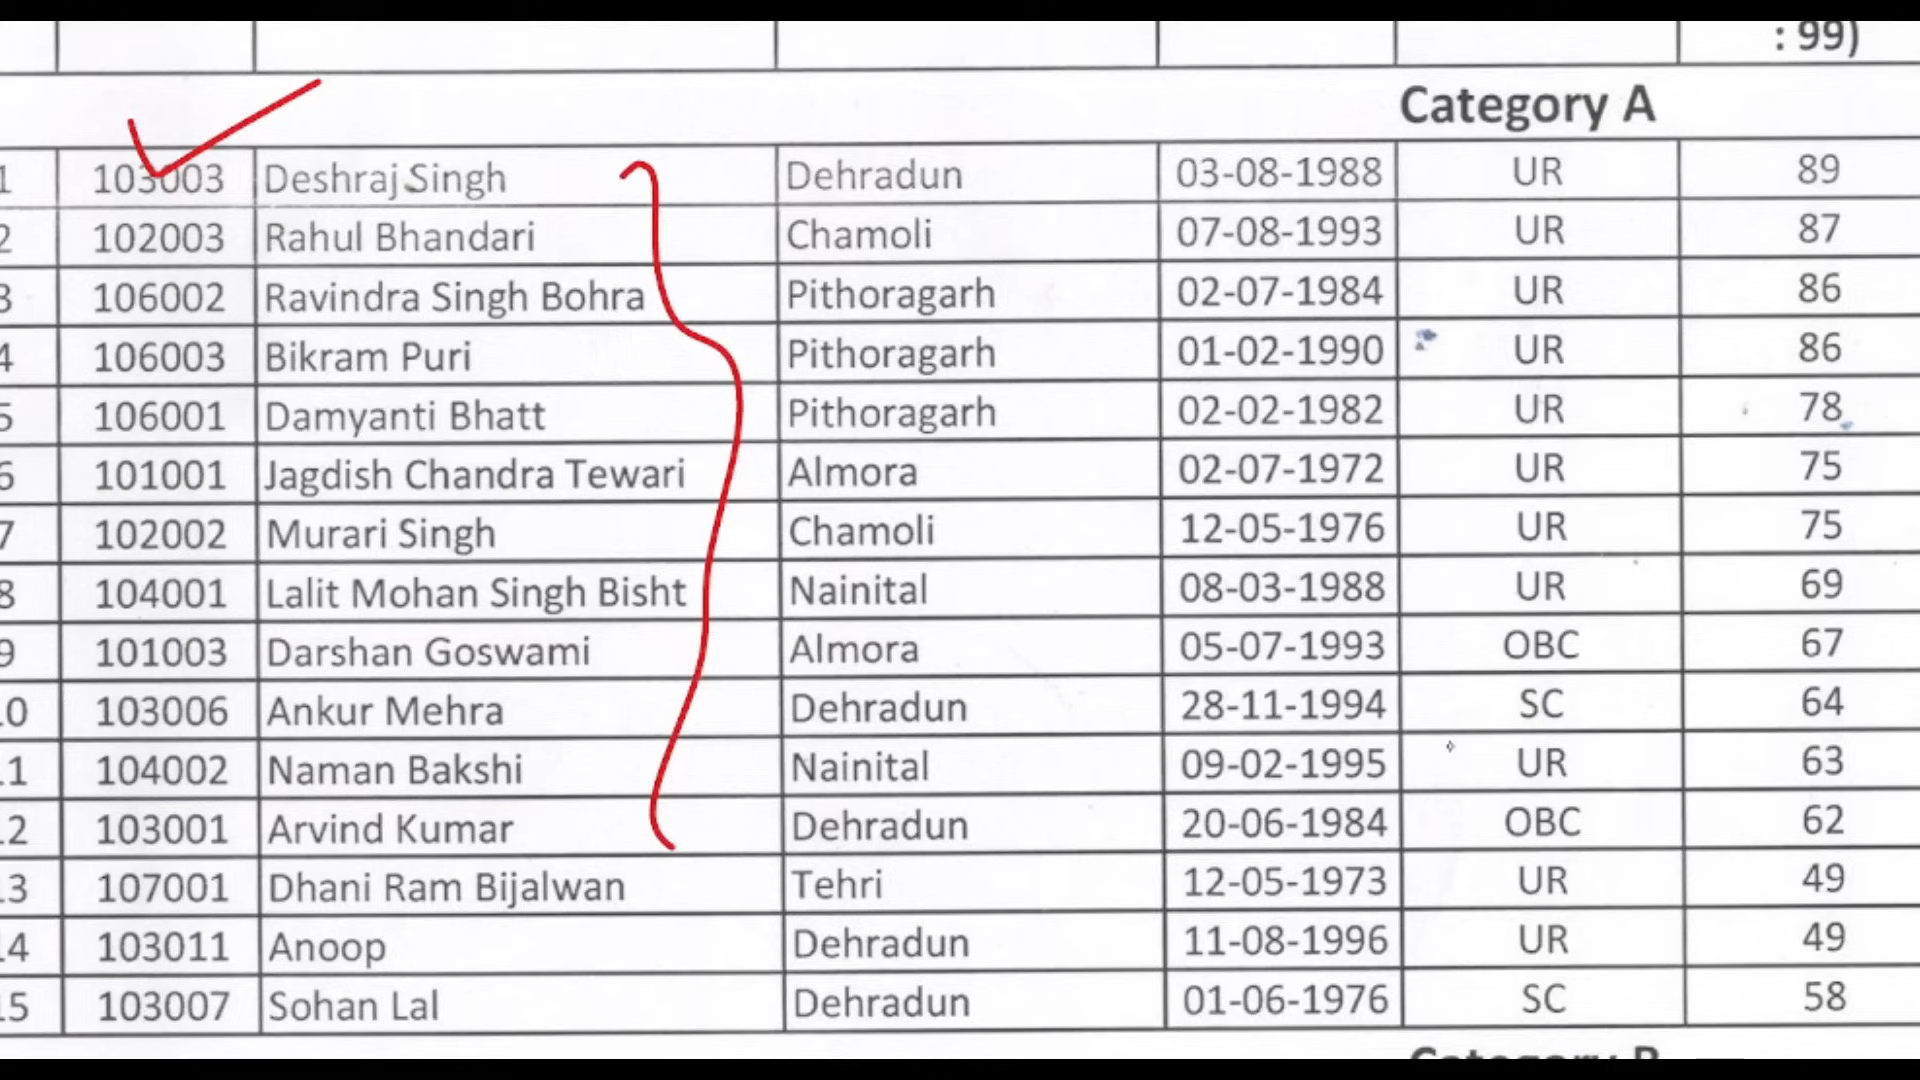 : 99)
Category A
1 103003 Deshraj Singh Dehradun 03-08-1988 UR 89
2 102003 Rahul Bhandari Chamoli 07-08-1993 UR 87
3 106002 Ravindra Singh Bohra Pithoragarh 02-07-1984 UR 86
4 106003 Bikram Puri Pithoragarh 01-02-1990 UR 86
5 106001 Damyanti Bhatt Pithoragarh 02-02-1982 UR 78
6 101001 Jagdish Chandra Tewari Almora 02-07-1972 UR 75
7 102002 Murari Singh Chamoli 12-05-1976 UR 75
8 104001 Lalit Mohan Singh Bisht Nainital 08-03-1988 UR 69
9 101003 Darshan Goswami Almora 05-07-1993 OBC 67
10 103006 Ankur Mehra Dehradun 28-11-1994 SC 64
11 104002 Naman Bakshi Nainital 09-02-1995 UR 63
12 103001 Arvind Kumar Dehradun 20-06-1984 OBC 62
13 107001 Dhani Ram Bijalwan Tehri 12-05-1973 UR 49
14 103011 Anoop Dehradun 11-08-1996 UR 49
15 103007 Sohan Lal Dehradun 01-06-1976 SC 58
Category B